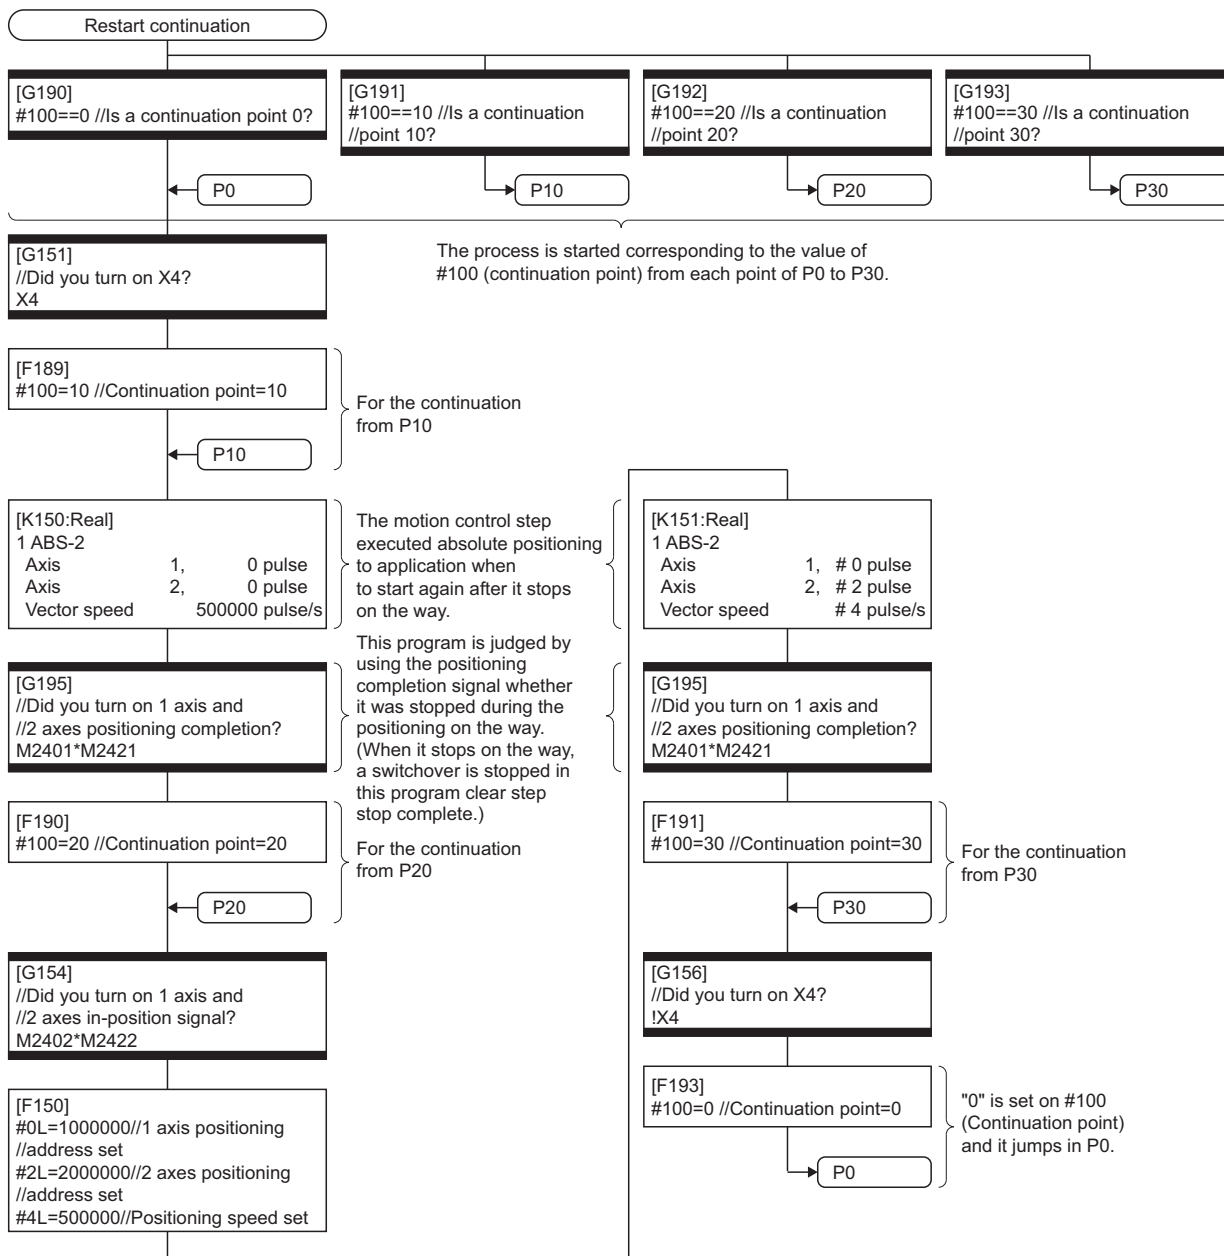 Restart continuation
[G190]
#100==0 //Is a continuation point 0?
[G191]
#100==10 //Is a continuation
//point 10?
[G192]
#100==20 //Is a continuation
//point 20?
[G193]
#100==30 //Is a continuation
//point 30?
P0
P10
P20
P30
The process is started corresponding to the value of
#100 (continuation point) from each point of P0 to P30.
[G151]
//Did you turn on X4?
X4
[F189]
#100=10 //Continuation point=10
For the continuation
from P10
P10
[K150:Real]
1 ABS-2
Axis 1, 0 pulse
Axis 2, 0 pulse
Vector speed 500000 pulse/s
The motion control step
executed absolute positioning
to application when
to start again after it stops
on the way.
[G195]
//Did you turn on 1 axis and
//2 axes positioning completion?
M2401*M2421
This program is judged by
using the positioning
completion signal whether
it was stopped during the
positioning on the way.
(When it stops on the way,
a switchover is stopped in
this program clear step
stop complete.)
[F190]
#100=20 //Continuation point=20
For the continuation
from P20
P20
[G154]
//Did you turn on 1 axis and
//2 axes in-position signal?
M2402*M2422
[F150]
#0L=1000000//1 axis positioning
//address set
#2L=2000000//2 axes positioning
//address set
#4L=500000//Positioning speed set
[K151:Real]
1 ABS-2
Axis 1, # 0 pulse
Axis 2, # 2 pulse
Vector speed # 4 pulse/s
[G195]
//Did you turn on 1 axis and
//2 axes positioning completion?
M2401*M2421
[F191]
#100=30 //Continuation point=30
For the continuation
from P30
P30
[G156]
//Did you turn on X4?
!X4
[F193]
#100=0 //Continuation point=0
"0" is set on #100
(Continuation point)
and it jumps in P0.
P0